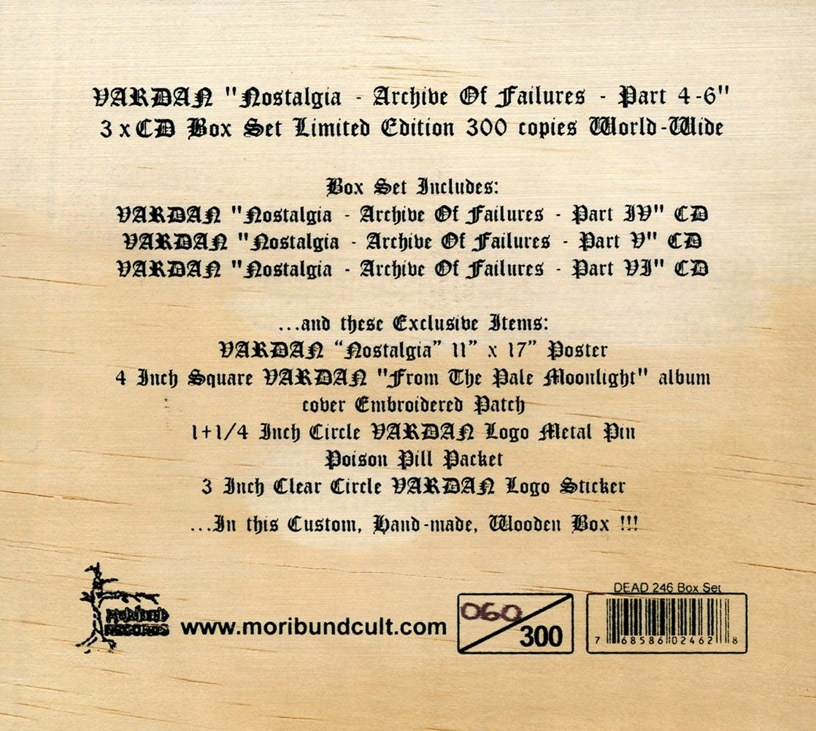 VARDAN "Nostalgia - Archive Of Failures - Part 4-6"
3 x CD Box Set Limited Edition 300 copies World-Wide
Box Set Includes:
VARDAN "Nostalgia - Archive Of Failures - Part IV" CD
VARDAN "Nostalgia - Archive Of Failures - Part V" CD
VARDAN "Nostalgia - Archive Of Failures - Part VI" CD
...and these Exclusive Items:
VARDAN “Nostalgia” 11” x 17” Poster
4 Inch Square VARDAN "From The Pale Moonlight" album
cover Embroidered Patch
1+1/4 Inch Circle VARDAN Logo Metal Pin
Poison Pill Packet
3 Inch Clear Circle VARDAN Logo Sticker
...In this Custom, Hand-made, Wooden Box !!!
MORIBUND
RECORDS
www.moribundcult.com
060
300
DEAD 246 Box Set
7 68586 02462 8